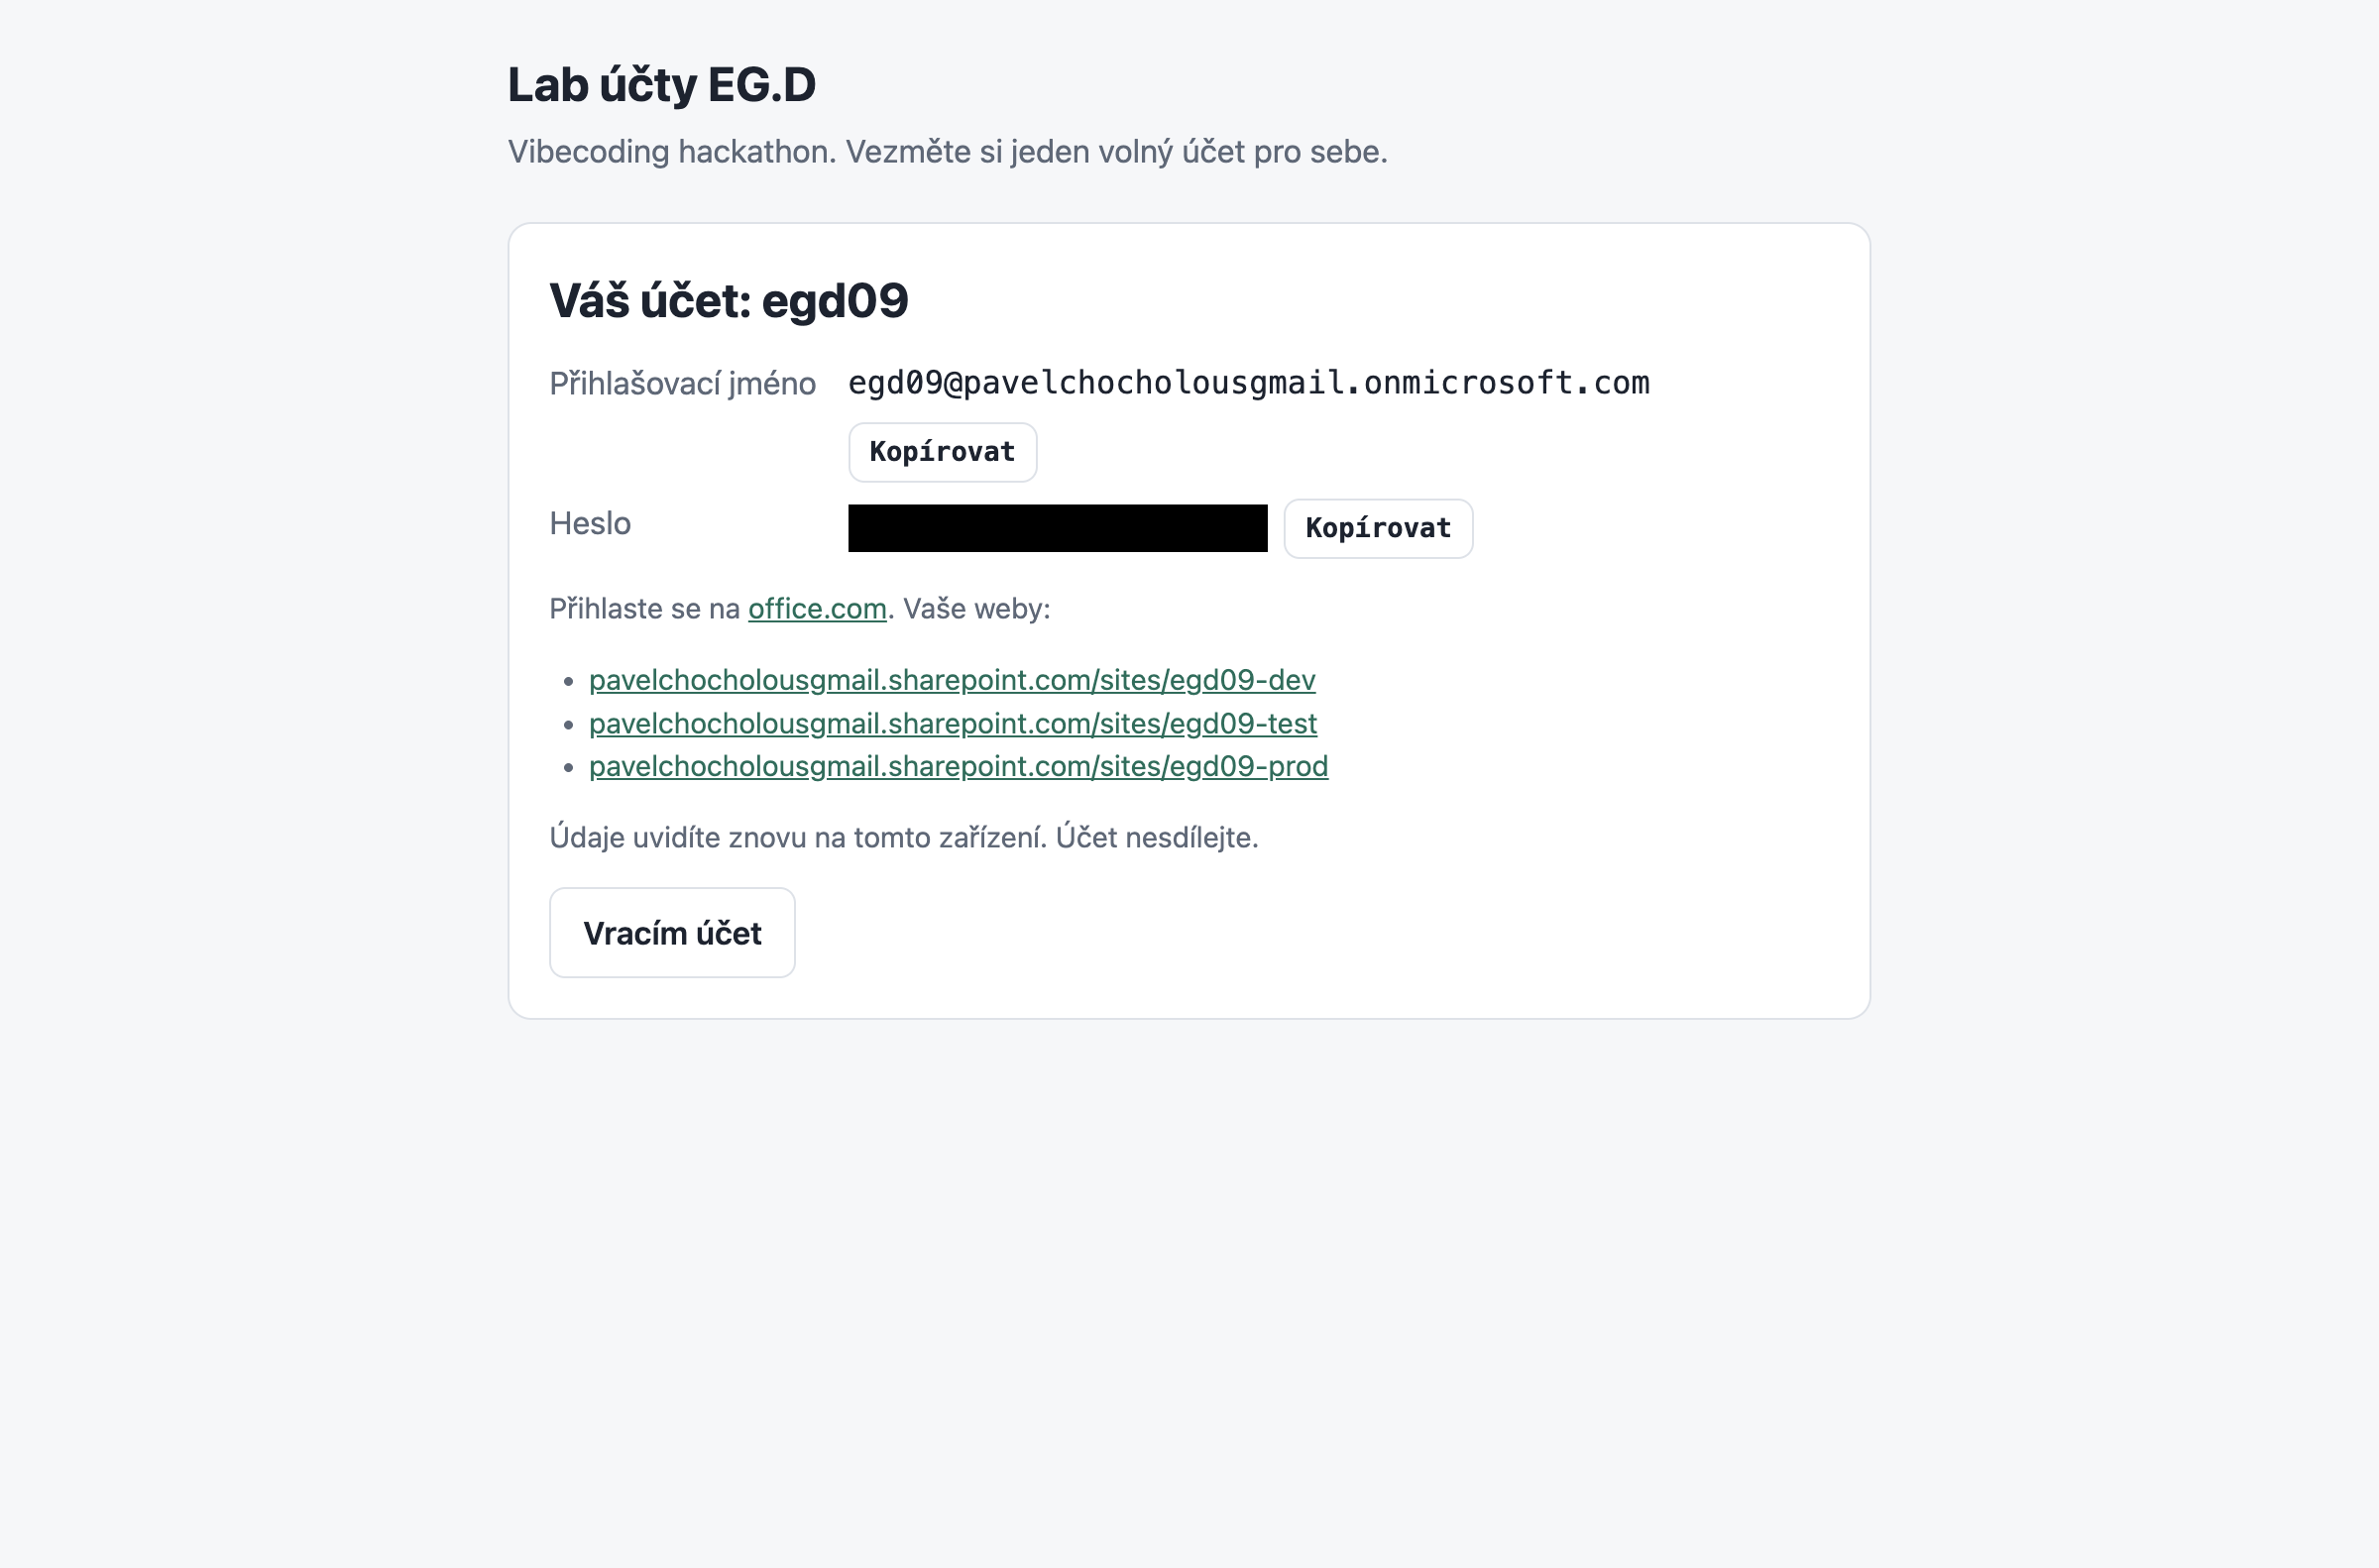 Lab účty EG.D
Vibecoding hackathon. Vezměte si jeden volný účet pro sebe.
Váš účet: egd09
Přihlašovací jméno egd09@pavelchocholousgmail.onmicrosoft.com
Kopírovat
Heslo Kopírovat
Přihlaste se na office.com. Vaše weby:
pavelchocholousgmail.sharepoint.com/sites/egd09-dev
pavelchocholousgmail.sharepoint.com/sites/egd09-test
pavelchocholousgmail.sharepoint.com/sites/egd09-prod
Údaje uvidíte znovu na tomto zařízení. Účet nesdílejte.
Vracím účet